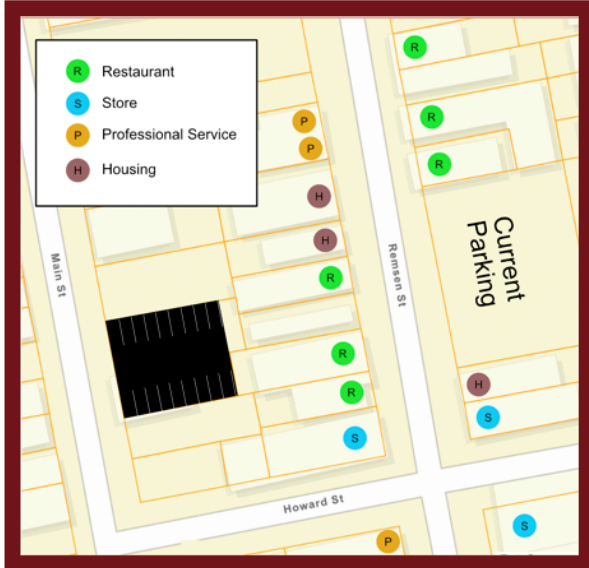 R Restaurant
S Store
P Professional Service
H Housing
R
R
R
P
P
H
H
R
R
R
S
Main St
Remsen St
Current
Parking
H
S
Howard St
S
P